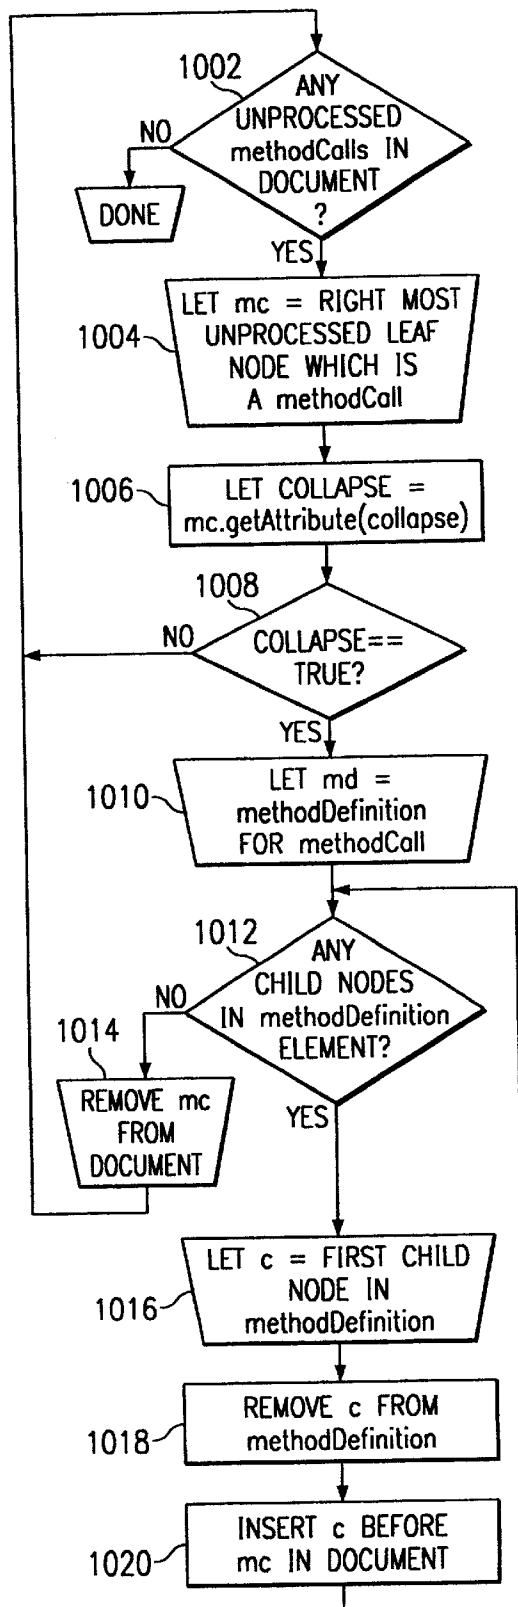 1002
ANY
UNPROCESSED
methodCalls IN
DOCUMENT
?
NO
DONE
YES
1004
LET mc = RIGHT MOST
UNPROCESSED LEAF
NODE WHICH IS
A methodCall
1006
LET COLLAPSE =
mc.getAttribute(collapse)
1008
NO
COLLAPSE==
TRUE?
YES
1010
LET md =
methodDefinition
FOR methodCall
1012
ANY
CHILD NODES
IN methodDefinition
ELEMENT?
NO
1014
REMOVE mc
FROM
DOCUMENT
YES
1016
LET c = FIRST CHILD
NODE IN
methodDefinition
1018
REMOVE c FROM
methodDefinition
1020
INSERT c BEFORE
mc IN DOCUMENT